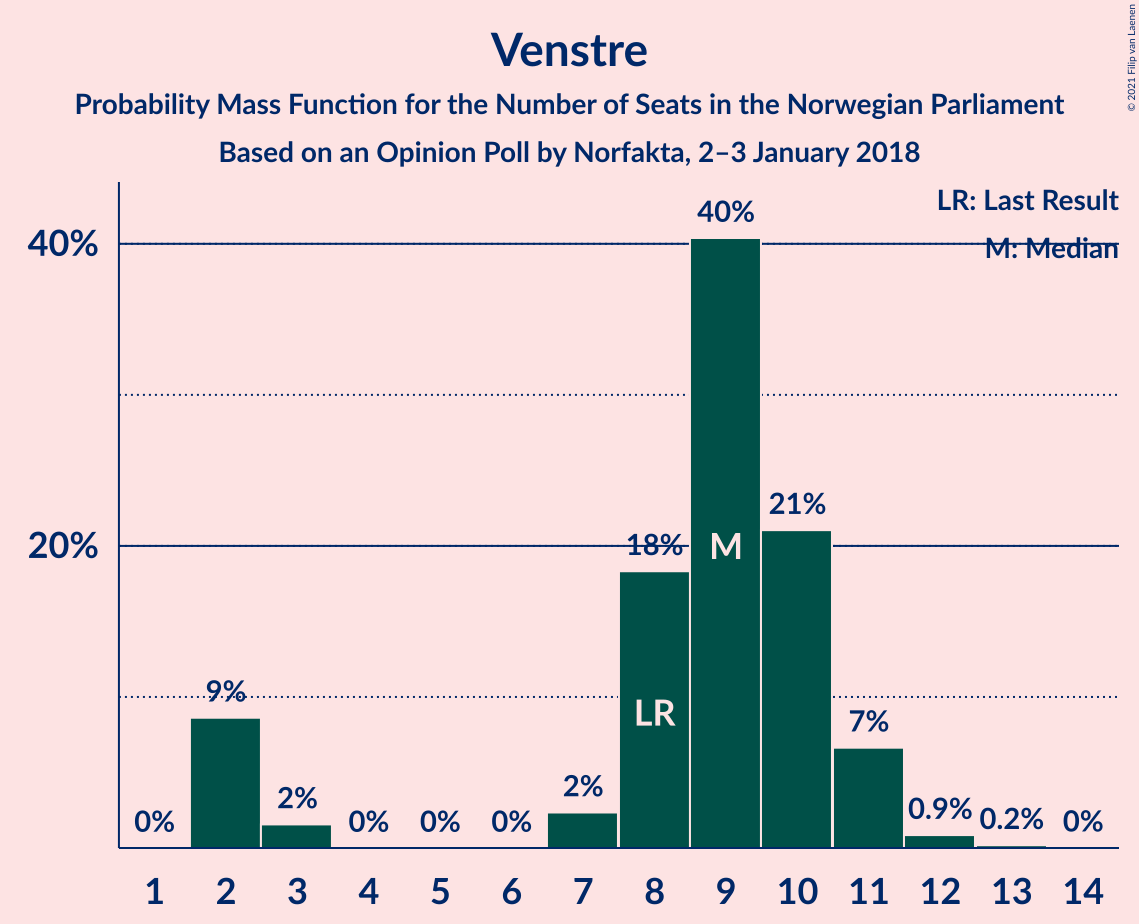 Venstre
Probability Mass Function for the Number of Seats in the Norwegian Parliament
Based on an Opinion Poll by Norfakta, 2–3 January 2018
© 2021 Filip van Laenen
LR: Last Result
M: Median
40%
20%
0%
9%
2%
0%
0%
0%
2%
18%
40%
21%
7%
0.9%
0.2%
0%
LR
M
1 2 3 4 5 6 7 8 9 10 11 12 13 14